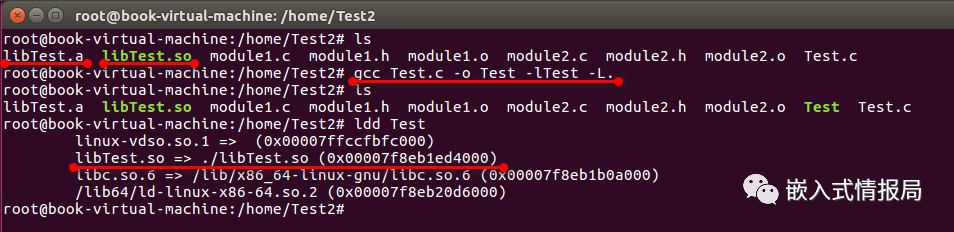 root@book-virtual-machine: /home/Test2
root@book-virtual-machine:/home/Test2# ls
libTest.a  libTest.so  module1.c  module1.h  module1.o  module2.c  module2.h  module2.o  Test.c
root@book-virtual-machine:/home/Test2# gcc Test.c -o Test -lTest -L.
root@book-virtual-machine:/home/Test2# ls
libTest.a  libTest.so  module1.c  module1.h  module1.o  module2.c  module2.h  module2.o  Test  Test.c
root@book-virtual-machine:/home/Test2# ldd Test
linux-vdso.so.1 =>  (0x00007ffccfbfc000)
libTest.so => ./libTest.so (0x00007f8eb1ed4000)
libc.so.6 => /lib/x86_64-linux-gnu/libc.so.6 (0x00007f8eb1b0a000)
/lib64/ld-linux-x86-64.so.2 (0x00007f8eb20d6000)
root@book-virtual-machine:/home/Test2#
嵌入式情报局